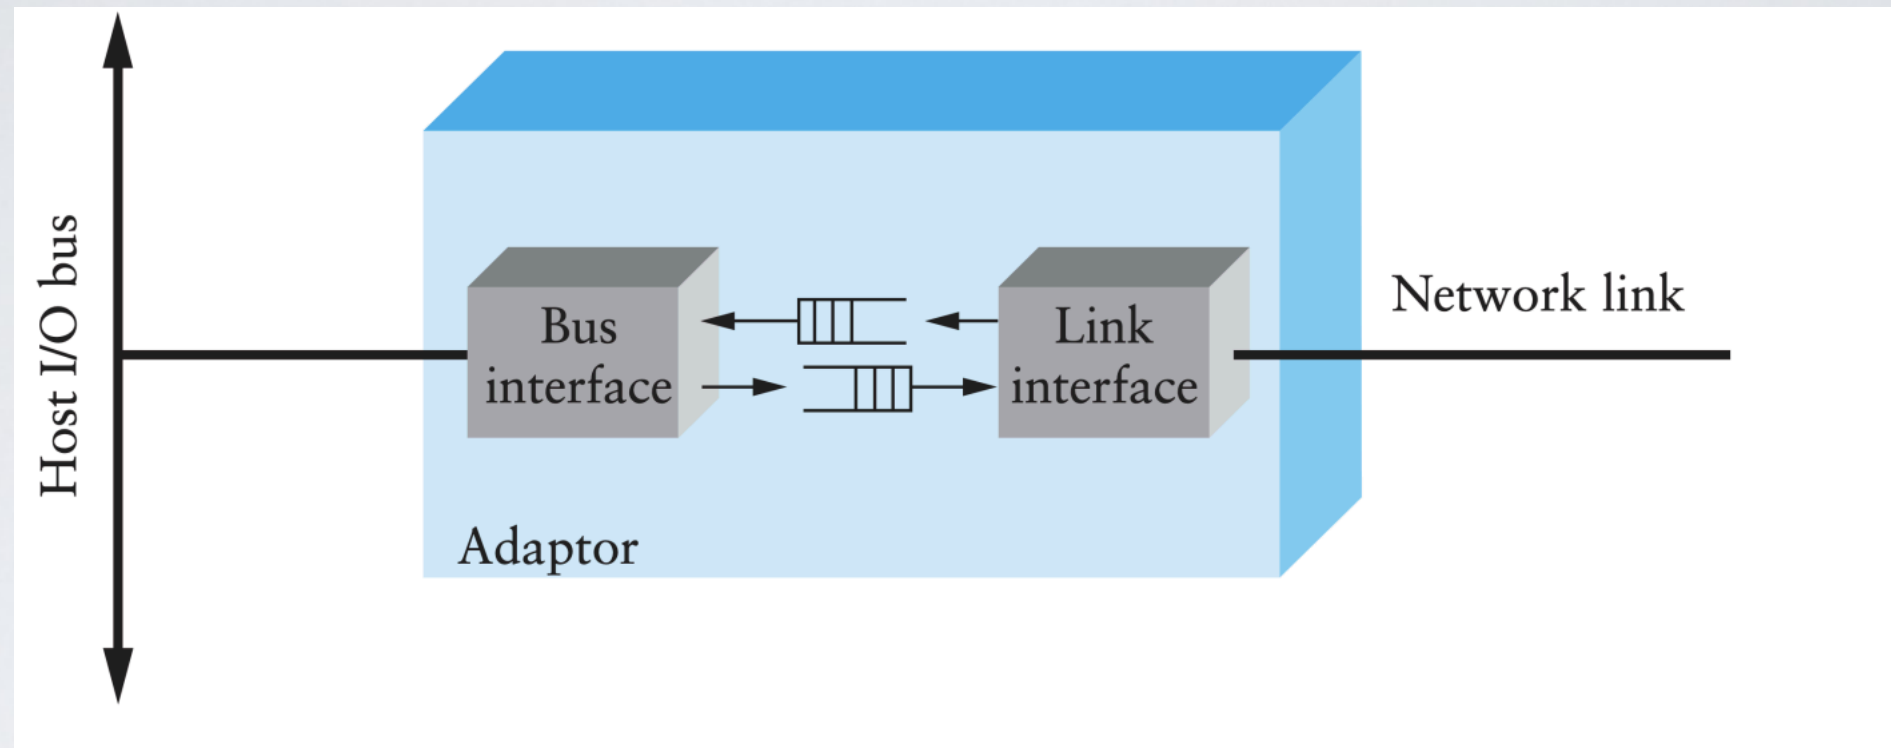 Host I/O bus
Bus
interface
Link
interface
Network link
Adaptor